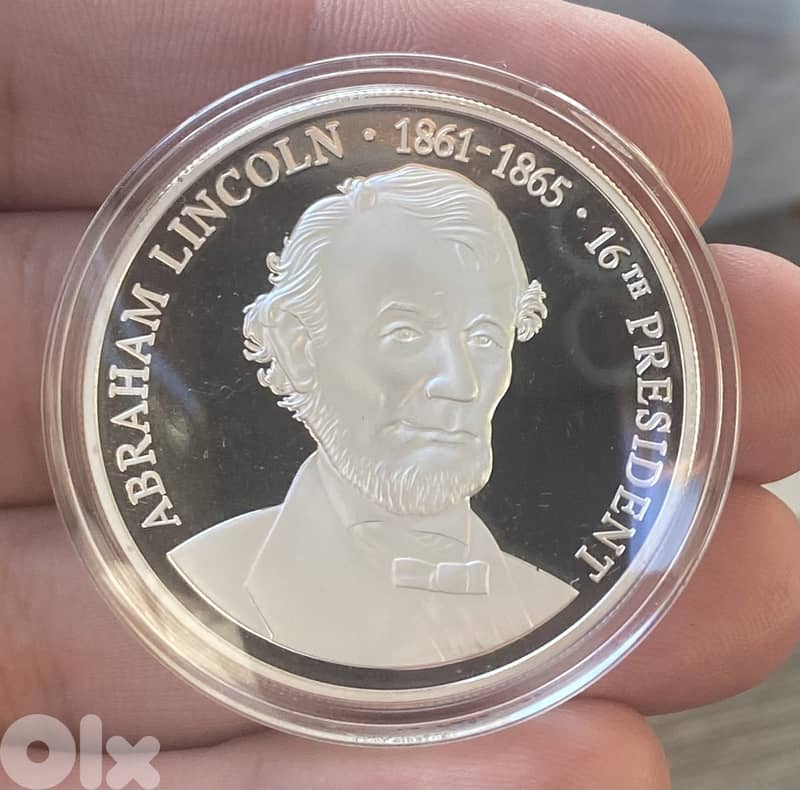 ABRAHAM LINCOLN · 1861-1865 · 16TH PRESIDENT
Olx